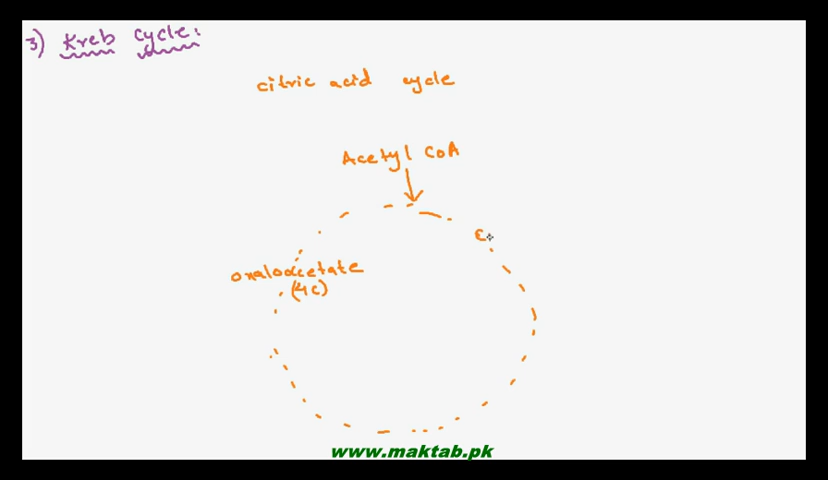 3) Kreb Cycle:
citric acid cycle
Acetyl CoA
c
oxaloacetate
(4c)
www.maktab.pk